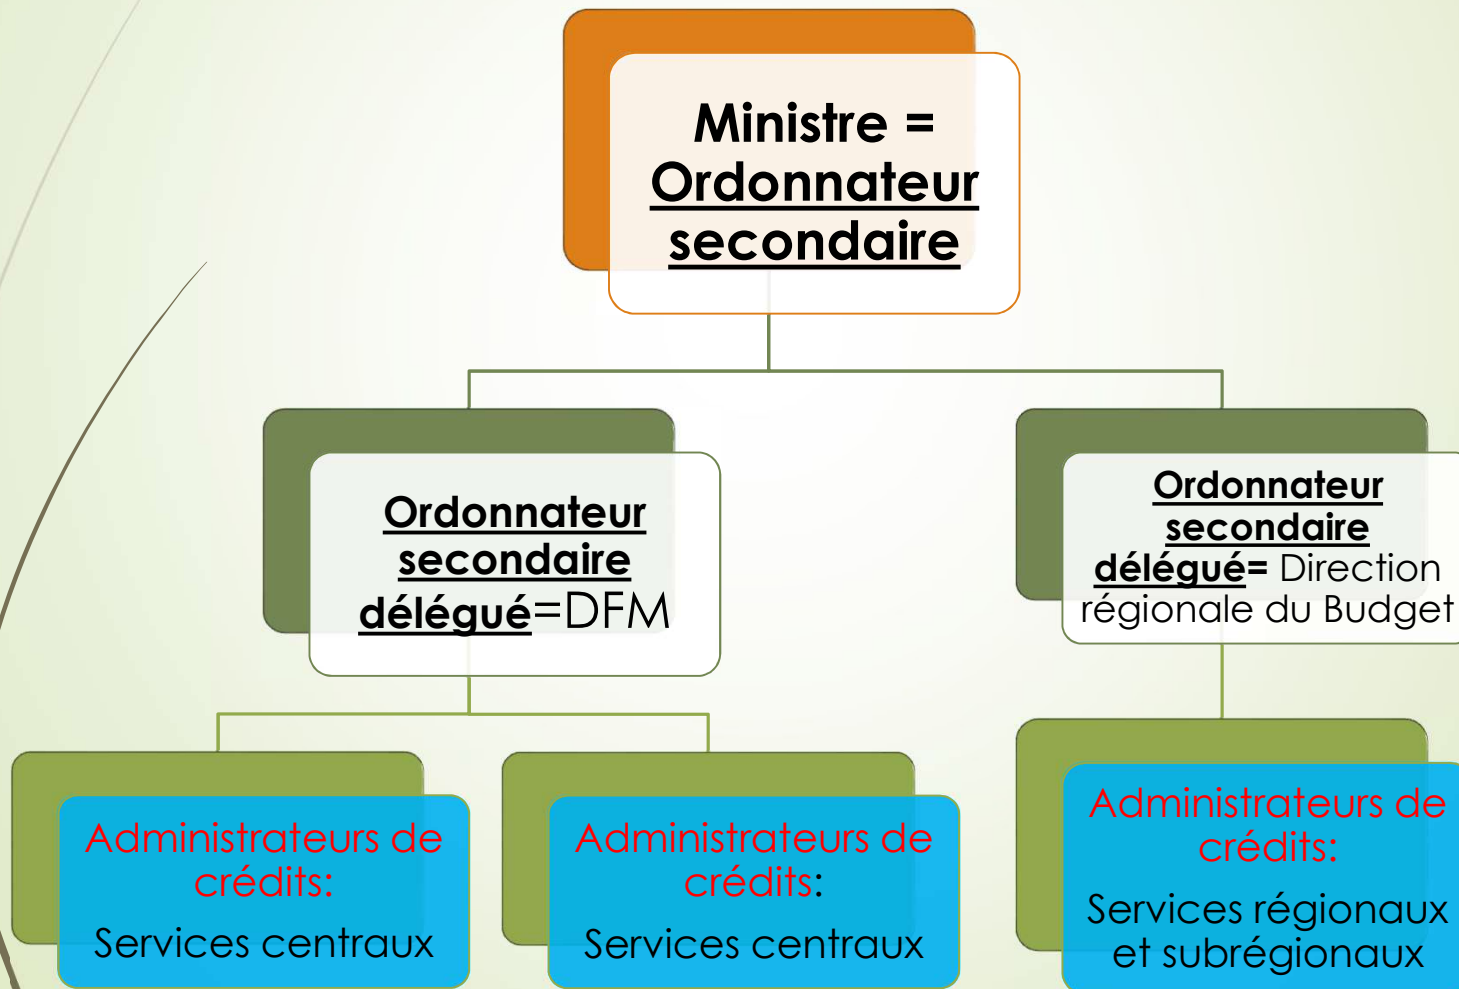 Ministre =
Ordonnateur
secondaire
Ordonnateur
secondaire
délégué=DFM
Ordonnateur
secondaire
délégué= Direction
régionale du Budget
Administrateurs de
crédits:
Services centraux
Administrateurs de
crédits:
Services centraux
Administrateurs de
crédits:
Services régionaux
et subrégionaux